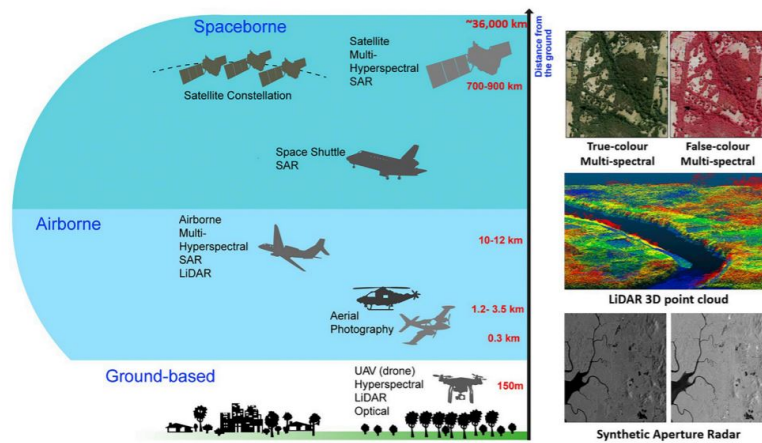 Spaceborne
~36,000 km
Distance from
the ground
Satellite
Multi-
Hyperspectral
SAR
Satellite Constellation
700-900 km
Space Shuttle
SAR
Airborne
Airborne
Multi-
Hyperspectral
SAR
LiDAR
10-12 km
Aerial
Photography
1.2- 3.5 km
0.3 km
Ground-based
UAV (drone)
Hyperspectral
LiDAR
Optical
150m
True-colour
Multi-spectral
False-colour
Multi-spectral
LiDAR 3D point cloud
Synthetic Aperture Radar